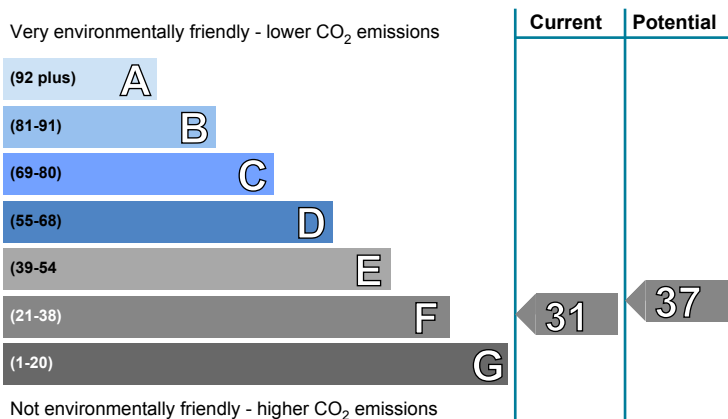 Current Potential
Very environmentally friendly - lower CO2 emissions
(92 plus) A
(81-91) B
(69-80) C
(55-68) D
(39-54 E
(21-38) F 31 37
(1-20) G
Not environmentally friendly - higher CO2 emissions